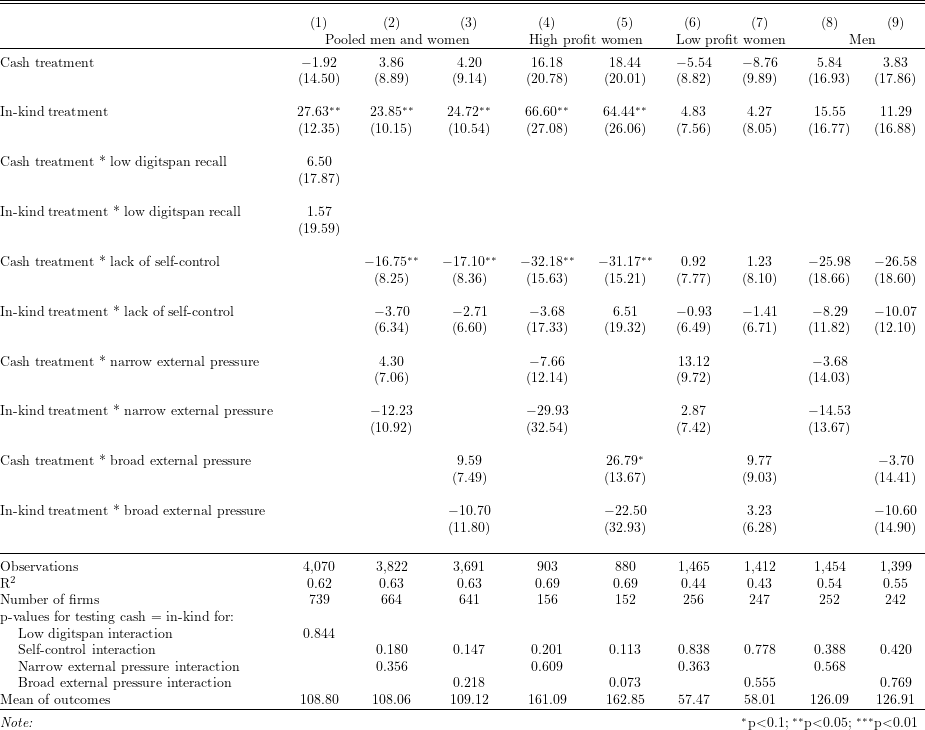 (1) (2) (3) (4) (5) (6) (7) (8) (9)
Pooled men and women High profit women Low profit women Men
Cash treatment −1.92 3.86 4.20 16.18 18.44 −5.54 −8.76 5.84 3.83
(14.50) (8.89) (9.14) (20.78) (20.01) (8.82) (9.89) (16.93) (17.86)
In-kind treatment 27.63** 23.85** 24.72** 66.60** 64.44** 4.83 4.27 15.55 11.29
(12.35) (10.15) (10.54) (27.08) (26.06) (7.56) (8.05) (16.77) (16.88)
Cash treatment * low digitspan recall 6.50
(17.87)
In-kind treatment * low digitspan recall 1.57
(19.59)
Cash treatment * lack of self-control −16.75** −17.10** −32.18** −31.17** 0.92 1.23 −25.98 −26.58
(8.25) (8.36) (15.63) (15.21) (7.77) (8.10) (18.66) (18.60)
In-kind treatment * lack of self-control −3.70 −2.71 −3.68 6.51 −0.93 −1.41 −8.29 −10.07
(6.34) (6.60) (17.33) (19.32) (6.49) (6.71) (11.82) (12.10)
Cash treatment * narrow external pressure 4.30 −7.66 13.12 −3.68
(7.06) (12.14) (9.72) (14.03)
In-kind treatment * narrow external pressure −12.23 −29.93 2.87 −14.53
(10.92) (32.54) (7.42) (13.67)
Cash treatment * broad external pressure 9.59 26.79* 9.77 −3.70
(7.49) (13.67) (9.03) (14.41)
In-kind treatment * broad external pressure −10.70 −22.50 3.23 −10.60
(11.80) (32.93) (6.28) (14.90)
Observations 4,070 3,822 3,691 903 880 1,465 1,412 1,454 1,399
R² 0.62 0.63 0.63 0.69 0.69 0.44 0.43 0.54 0.55
Number of firms 739 664 641 156 152 256 247 252 242
p-values for testing cash = in-kind for:
Low digitspan interaction 0.844
Self-control interaction 0.180 0.147 0.201 0.113 0.838 0.778 0.388 0.420
Narrow external pressure interaction 0.356 0.609 0.363 0.568
Broad external pressure interaction 0.218 0.073 0.555 0.769
Mean of outcomes 108.80 108.06 109.12 161.09 162.85 57.47 58.01 126.09 126.91
Note: *p<0.1; **p<0.05; ***p<0.01